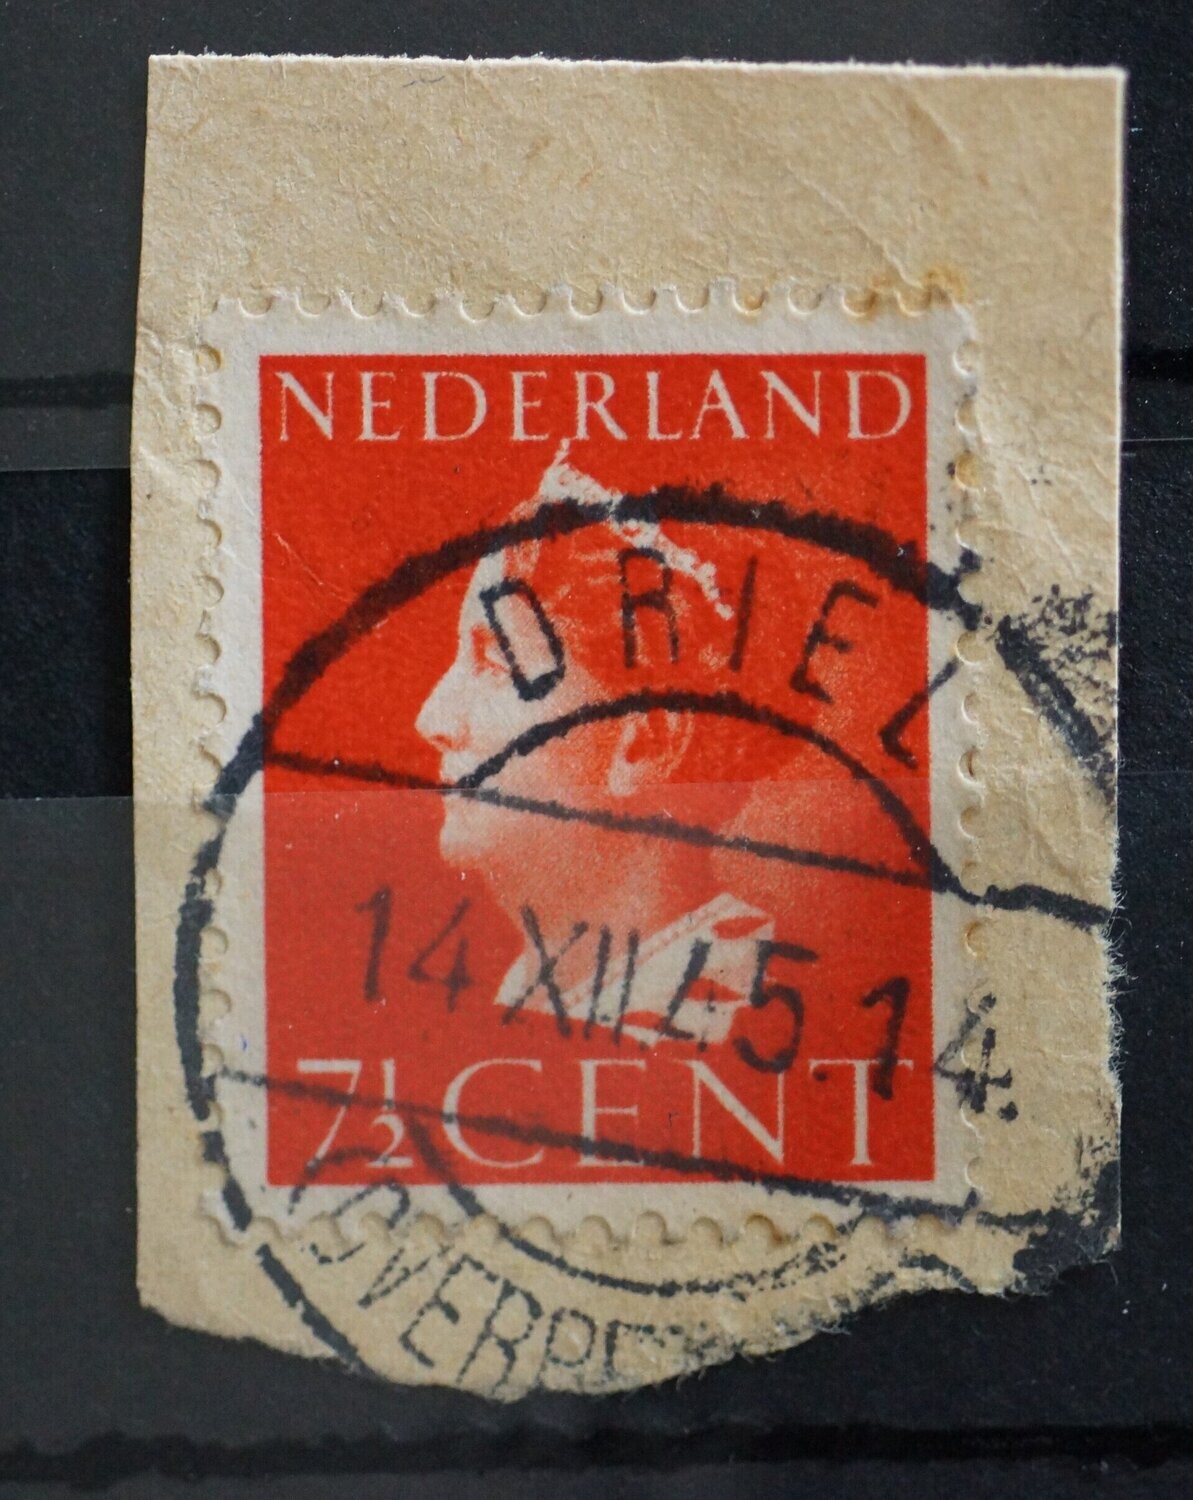 NEDERLAND
DRIEL
14 XII 45.14.
7½ CENT